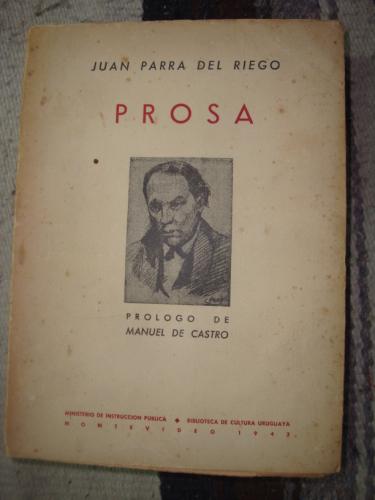 JUAN PARRA DEL RIEGO
PROSA
PROLOGO DE
MANUEL DE CASTRO
MINISTERIO DE INSTRUCCION PUBLICA ◆ BIBLIOTECA DE CULTURA URUGUAYA
MONTEVIDEO 1943